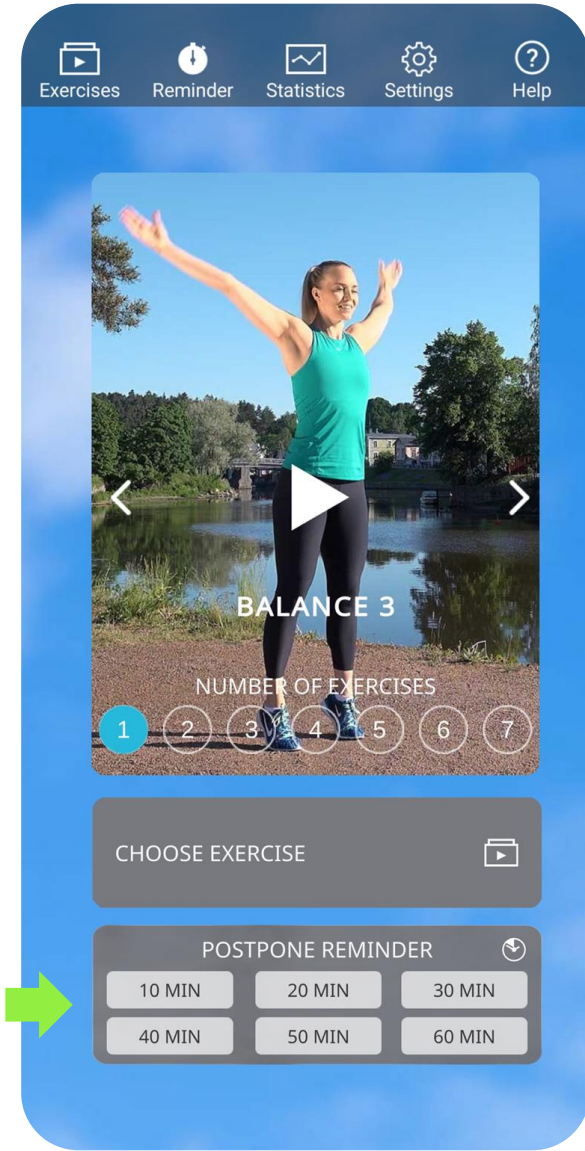 Exercises Reminder Statistics Settings Help
BALANCE 3
NUMBER OF EXERCISES
1 2 3 4 5 6 7
CHOOSE EXERCISE
POSTPONE REMINDER
10 MIN 20 MIN 30 MIN
40 MIN 50 MIN 60 MIN